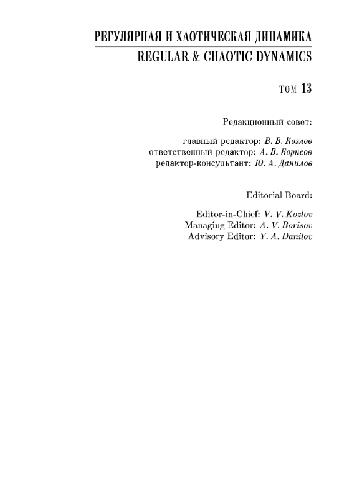 РЕГУЛЯРНАЯ И ХАОТИЧЕСКАЯ ДИНАМИКА
REGULAR & CHAOTIC DYNAMICS
том 13
Редакционный совет:
главный редактор: В. В. Козлов
ответственный редактор: А. В. Борисов
редактор-консультант: Ю. А. Данилов
Editorial Board:
Editor-in-Chief: V. V. Kozlov
Managing Editor: A. V. Borisov
Advisory Editor: Y. A. Danilov